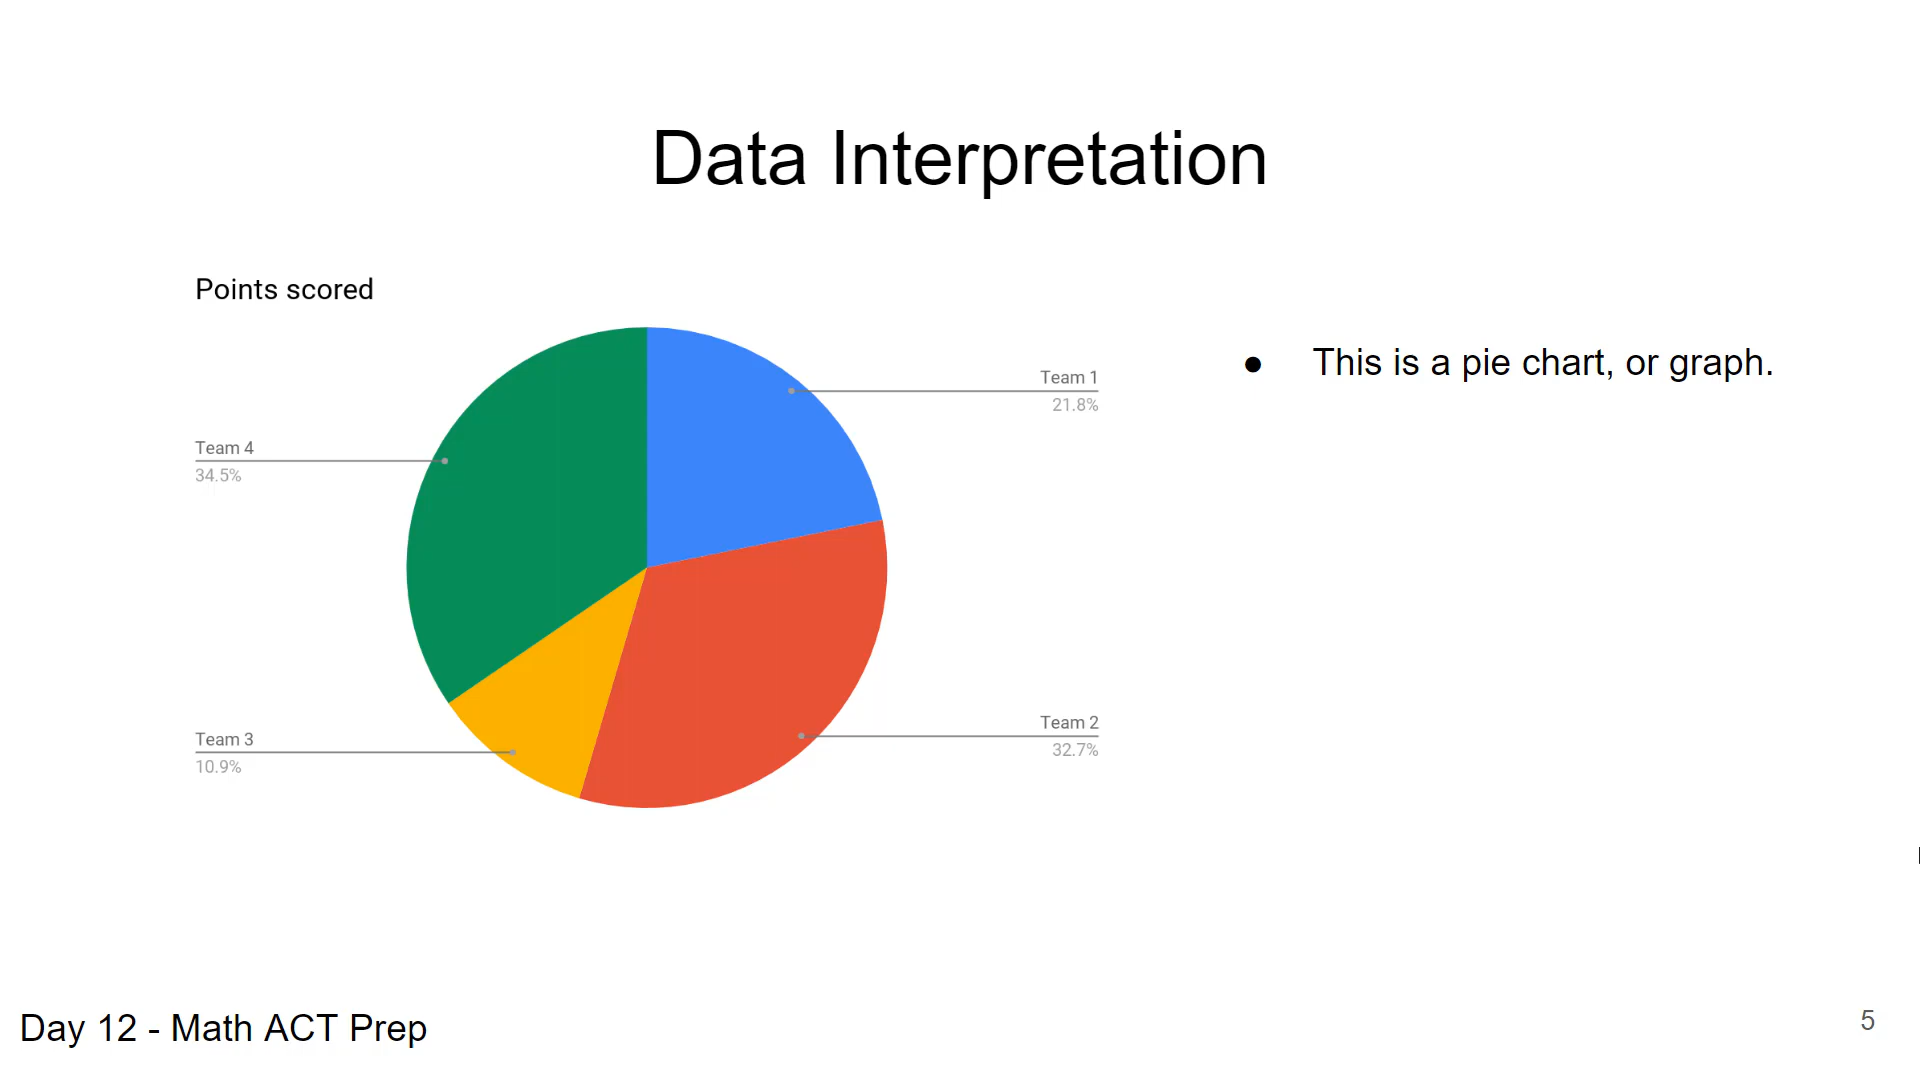 Data Interpretation
Points scored
Team 1
21.8%
Team 4
34.5%
Team 2
32.7%
Team 3
10.9%
● This is a pie chart, or graph.
Day 12 - Math ACT Prep
5